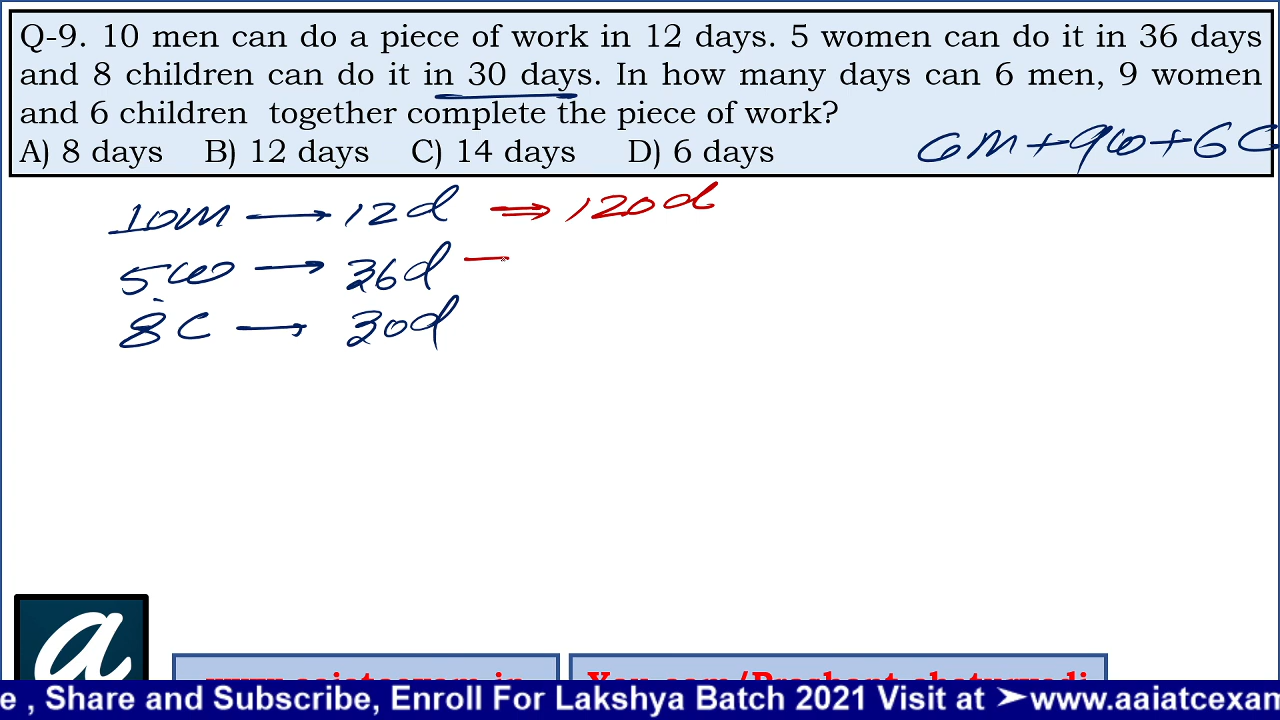 Q-9. 10 men can do a piece of work in 12 days. 5 women can do it in 36 days
and 8 children can do it in 30 days. In how many days can 6 men, 9 women
and 6 children together complete the piece of work?
A) 8 days B) 12 days C) 14 days D) 6 days
6M+9W+6C
10M → 12d ⇒ 120d
5W → 36d
8C → 30d
a
e , Share and Subscribe, Enroll For Lakshya Batch 2021 Visit at ➤www.aaiatcexam